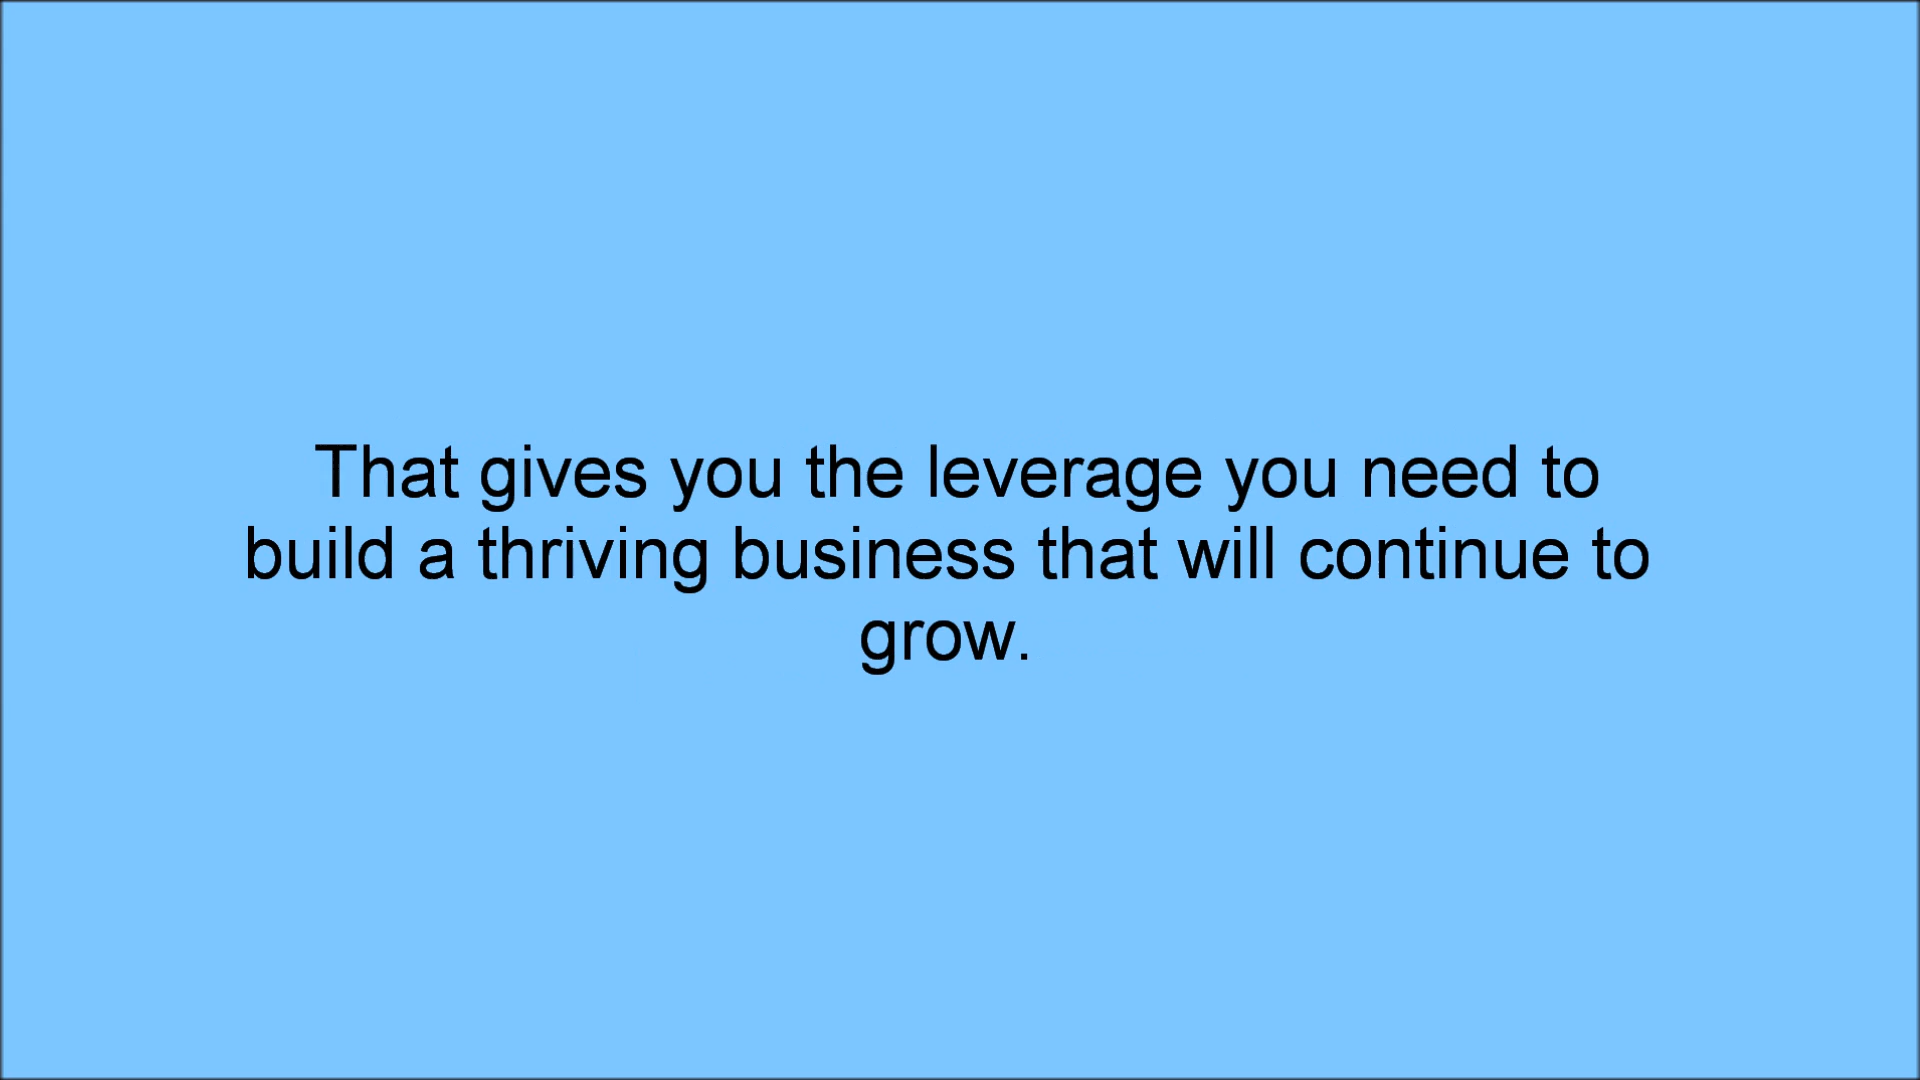 That gives you the leverage you need to
build a thriving business that will continue to
grow.